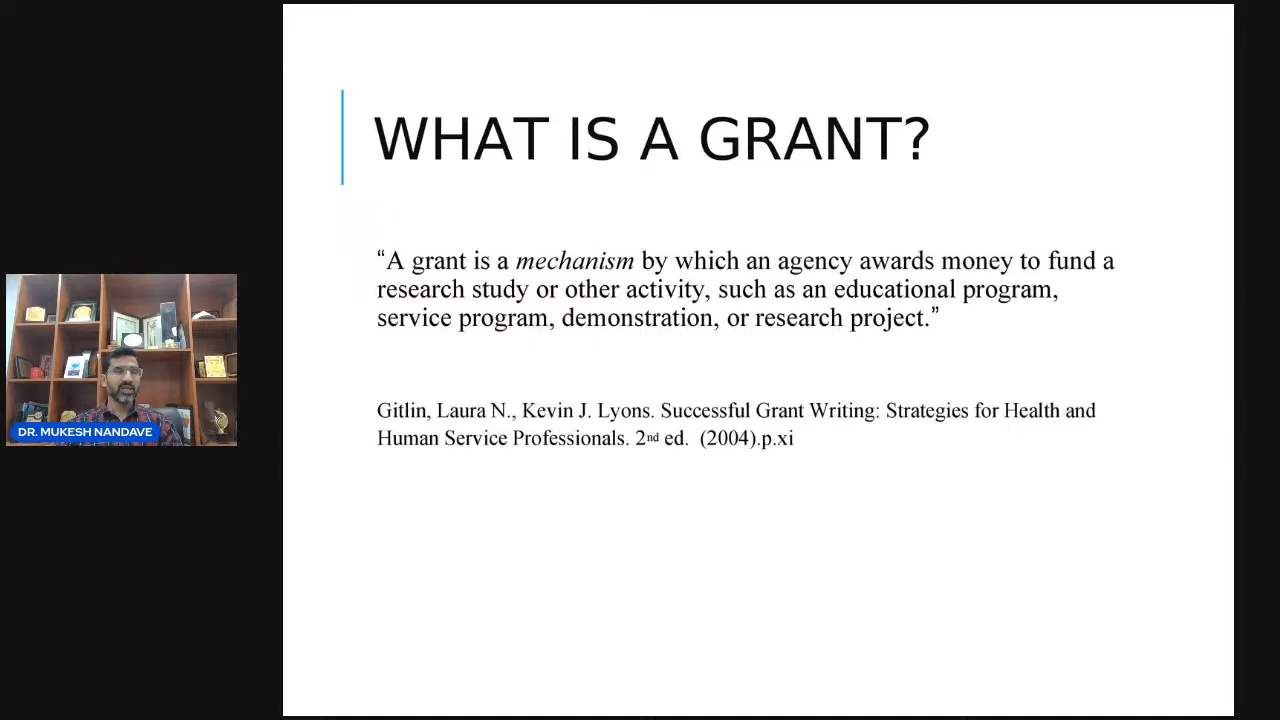 WHAT IS A GRANT?
“A grant is a mechanism by which an agency awards money to fund a
research study or other activity, such as an educational program,
service program, demonstration, or research project.”
Gitlin, Laura N., Kevin J. Lyons. Successful Grant Writing: Strategies for Health and
Human Service Professionals. 2nd ed. (2004).p.xi
DR. MUKESH NANDAVE